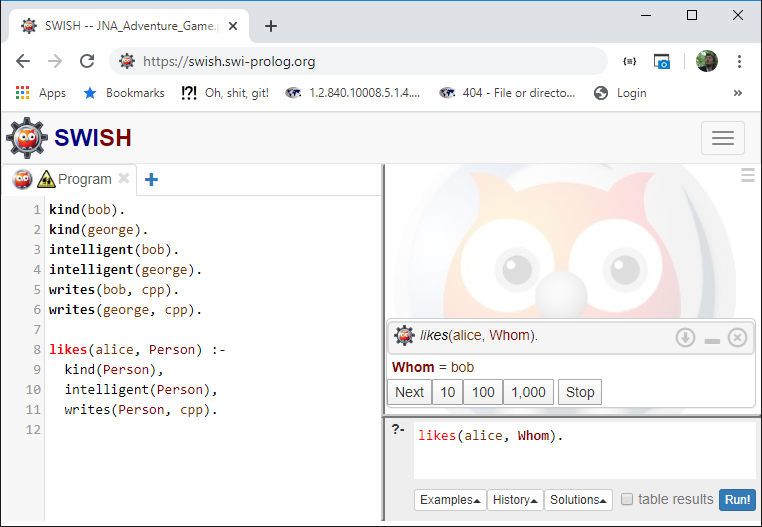 SWISH -- JNA_Adventure_Game.p
https://swish.swi-prolog.org
Apps Bookmarks Oh, shit, git! 1.2.840.10008.5.1.4.... 404 - File or directo... Login »
SWISH
Program
1 kind(bob).
2 kind(george).
3 intelligent(bob).
4 intelligent(george).
5 writes(bob, cpp).
6 writes(george, cpp).
7
8 likes(alice, Person) :-
9 kind(Person),
10 intelligent(Person),
11 writes(Person, cpp).
12
likes(alice, Whom).
Whom = bob
Next 10 100 1,000 Stop
?- likes(alice, Whom).
Examples History Solutions table results Run!